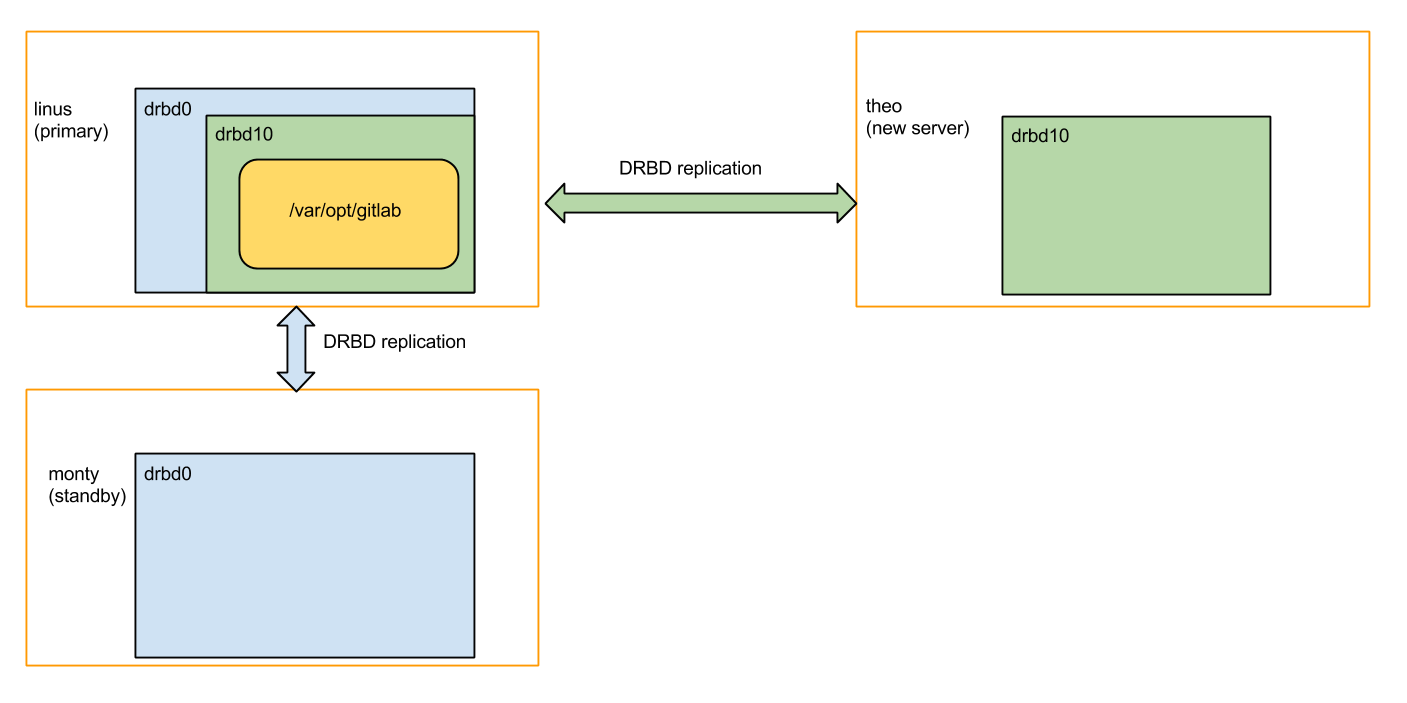 linus
(primary)
drbd0
drbd10
/var/opt/gitlab
DRBD replication
theo
(new server)
drbd10
DRBD replication
monty
(standby)
drbd0